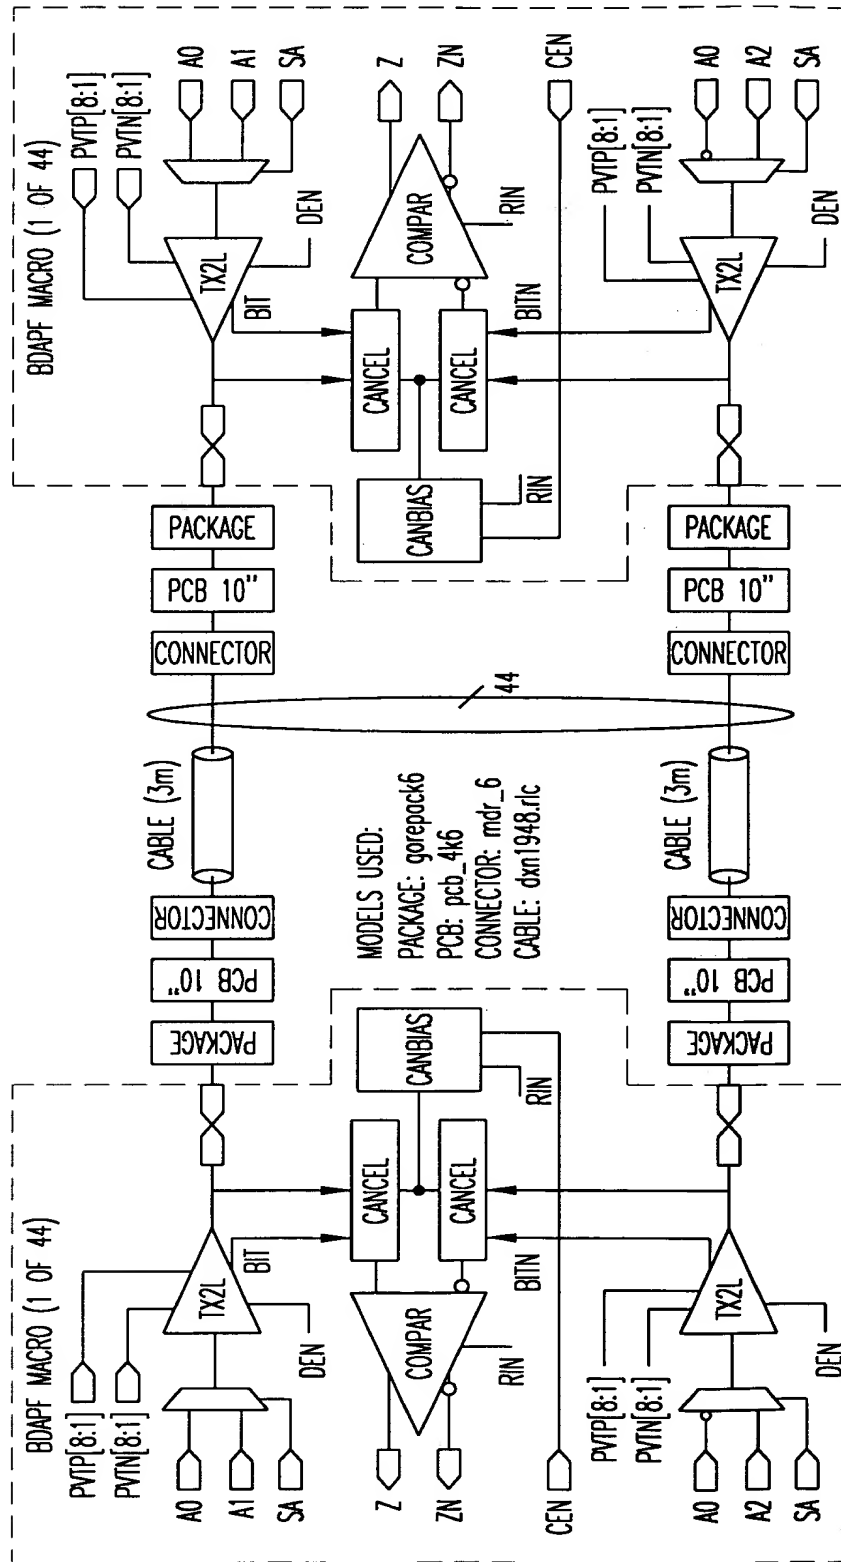 BDAPF MACRO (1 OF 44)
PVTP[8:1]
PVTN[8:1]
A0
A1
SA
TX2L
BIT
DEN
PACKAGE
PCB 10"
CONNECTOR
CABLE (3m)
CONNECTOR
PCB 10"
PACKAGE
BDAPF MACRO (1 OF 44)
PVTP[8:1]
PVTN[8:1]
A0
A1
SA
TX2L
BIT
DEN
Z
ZN
COMPAR
RIN
CANCEL
CANCEL
CANBIAS
RIN
BITN
CEN
MODELS USED:
PACKAGE: gorepack6
PCB: pcb_4k6
CONNECTOR: mdr_6
CABLE: dxn1948.rlc
44
CANBIAS
RIN
CANCEL
CANCEL
BITN
COMPAR
RIN
Z
ZN
CEN
PVTP[8:1]
PVTN[8:1]
A0
A2
SA
TX2L
DEN
PACKAGE
PCB 10"
CONNECTOR
CABLE (3m)
CONNECTOR
PCB 10"
PACKAGE
PVTP[8:1]
PVTN[8:1]
TX2L
DEN
A0
A2
SA